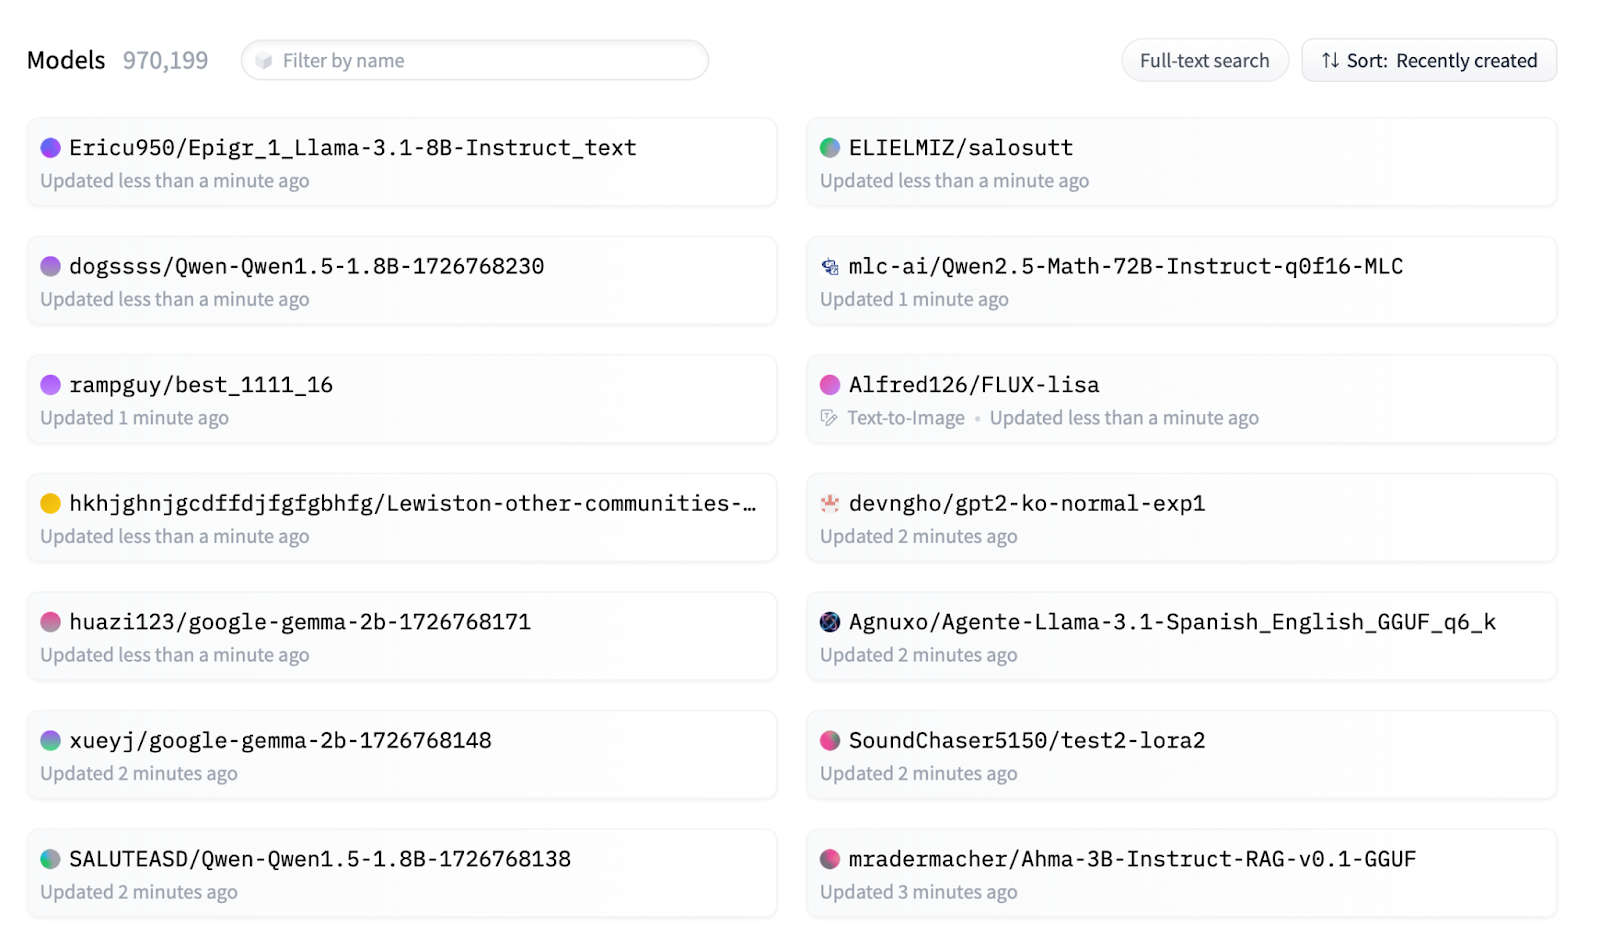 Models 970,199 Filter by name Full-text search Sort: Recently created
Ericu950/Epigr_1_Llama-3.1-8B-Instruct_text
Updated less than a minute ago
ELIELMIZ/salosutt
Updated less than a minute ago
dogssss/Qwen-Qwen1.5-1.8B-1726768230
Updated less than a minute ago
mlc-ai/Qwen2.5-Math-72B-Instruct-q0f16-MLC
Updated 1 minute ago
rampguy/best_1111_16
Updated 1 minute ago
Alfred126/FLUX-lisa
Text-to-Image • Updated less than a minute ago
hkhjghnjgcdffdjfgfgbhfg/Lewiston-other-communities-…
Updated less than a minute ago
devngho/gpt2-ko-normal-exp1
Updated 2 minutes ago
huazi123/google-gemma-2b-1726768171
Updated less than a minute ago
Agnuxo/Agente-Llama-3.1-Spanish_English_GGUF_q6_k
Updated 2 minutes ago
xueyj/google-gemma-2b-1726768148
Updated 2 minutes ago
SoundChaser5150/test2-lora2
Updated 2 minutes ago
SALUTEASD/Qwen-Qwen1.5-1.8B-1726768138
Updated 2 minutes ago
mradermacher/Ahma-3B-Instruct-RAG-v0.1-GGUF
Updated 3 minutes ago